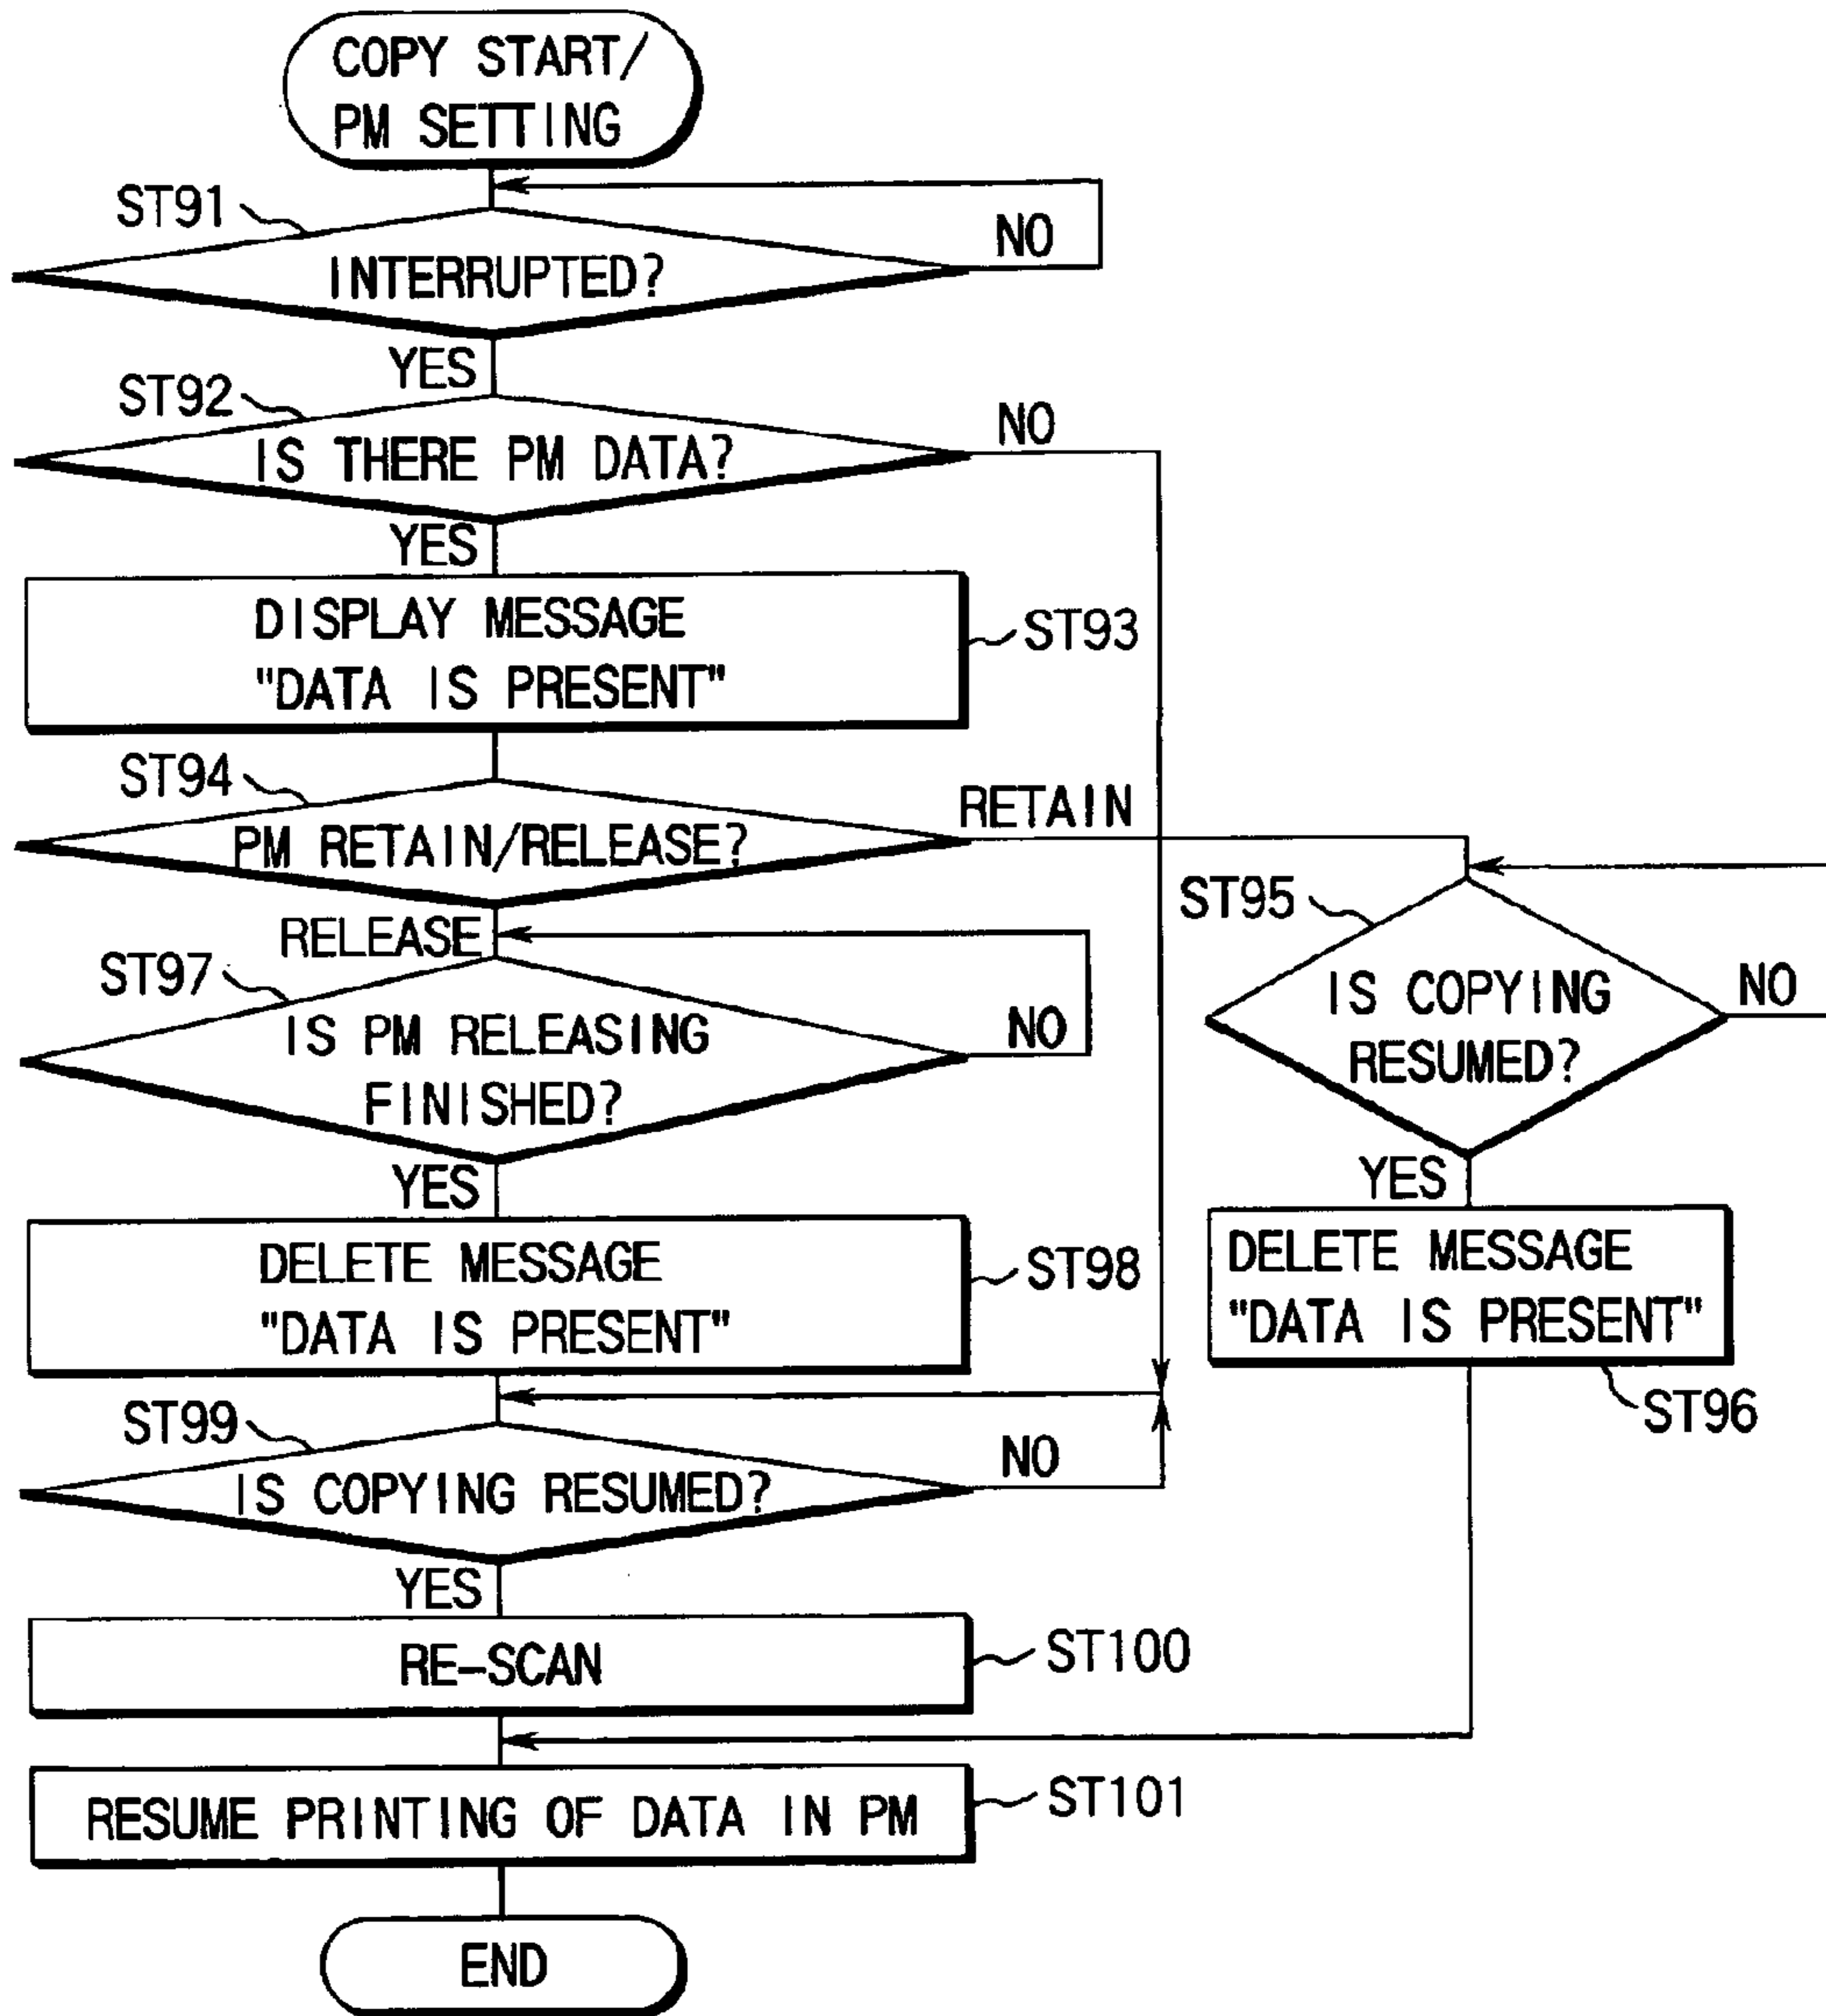 COPY START/
PM SETTING
ST91
INTERRUPTED?
NO
YES
ST92
IS THERE PM DATA?
NO
YES
DISPLAY MESSAGE
"DATA IS PRESENT"
ST93
ST94
PM RETAIN/RELEASE?
RETAIN
RELEASE
ST95
IS COPYING
RESUMED?
NO
YES
DELETE MESSAGE
"DATA IS PRESENT"
ST96
ST97
IS PM RELEASING
FINISHED?
NO
YES
DELETE MESSAGE
"DATA IS PRESENT"
ST98
ST99
IS COPYING RESUMED?
NO
YES
RE-SCAN
ST100
RESUME PRINTING OF DATA IN PM
ST101
END